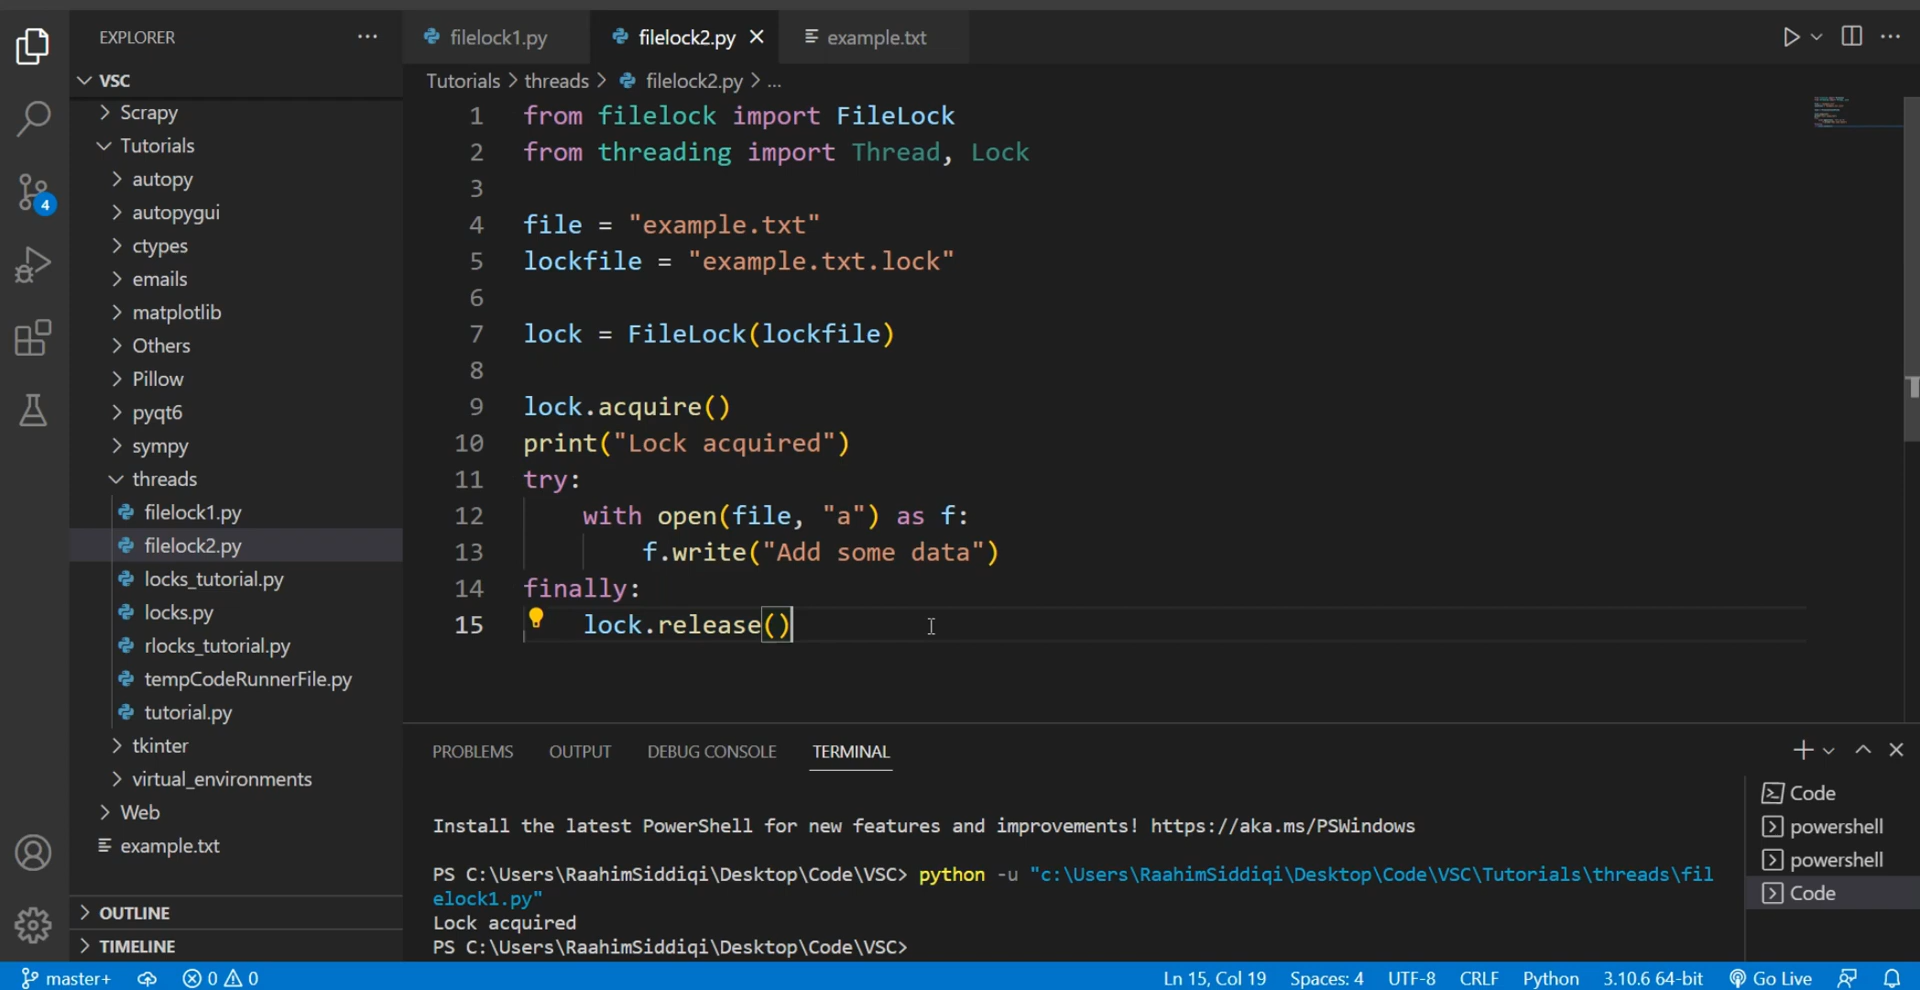 EXPLORER
VSC
Scrapy
Tutorials
autopy
autopygui
ctypes
emails
matplotlib
Others
Pillow
pyqt6
sympy
threads
filelock1.py
filelock2.py
locks_tutorial.py
locks.py
rlocks_tutorial.py
tempCodeRunnerFile.py
tutorial.py
tkinter
virtual_environments
Web
example.txt
OUTLINE
TIMELINE
4
filelock1.py filelock2.py example.txt
Tutorials > threads > filelock2.py > ...
1 from filelock import FileLock
2 from threading import Thread, Lock
3
4 file = "example.txt"
5 lockfile = "example.txt.lock"
6
7 lock = FileLock(lockfile)
8
9 lock.acquire()
10 print("Lock acquired")
11 try:
12 with open(file, "a") as f:
13 f.write("Add some data")
14 finally:
15 lock.release()
PROBLEMS OUTPUT DEBUG CONSOLE TERMINAL
Install the latest PowerShell for new features and improvements! https://aka.ms/PSWindows
PS C:\Users\RaahimSiddiqi\Desktop\Code\VSC> python -u "c:\Users\RaahimSiddiqi\Desktop\Code\VSC\Tutorials\threads\fil
elock1.py"
Lock acquired
PS C:\Users\RaahimSiddiqi\Desktop\Code\VSC>
Code
powershell
powershell
Code
master+ 0 0 Ln 15, Col 19 Spaces: 4 UTF-8 CRLF Python 3.10.6 64-bit Go Live